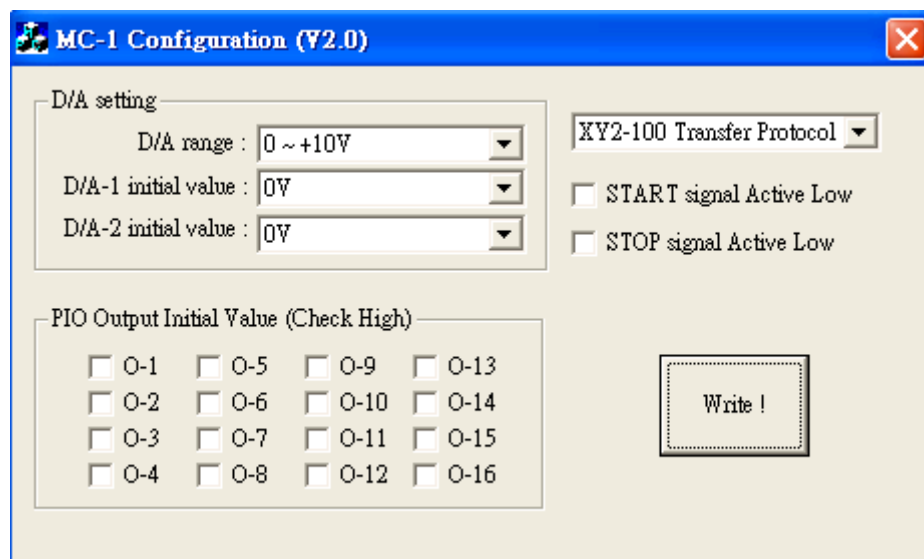 MC-1 Configuration (V2.0)
D/A setting
D/A range : 0 ~ +10V
D/A-1 initial value : 0V
D/A-2 initial value : 0V
XY2-100 Transfer Protocol
START signal Active Low
STOP signal Active Low
PIO Output Initial Value (Check High)
O-1 O-5 O-9 O-13
O-2 O-6 O-10 O-14
O-3 O-7 O-11 O-15
O-4 O-8 O-12 O-16
Write !